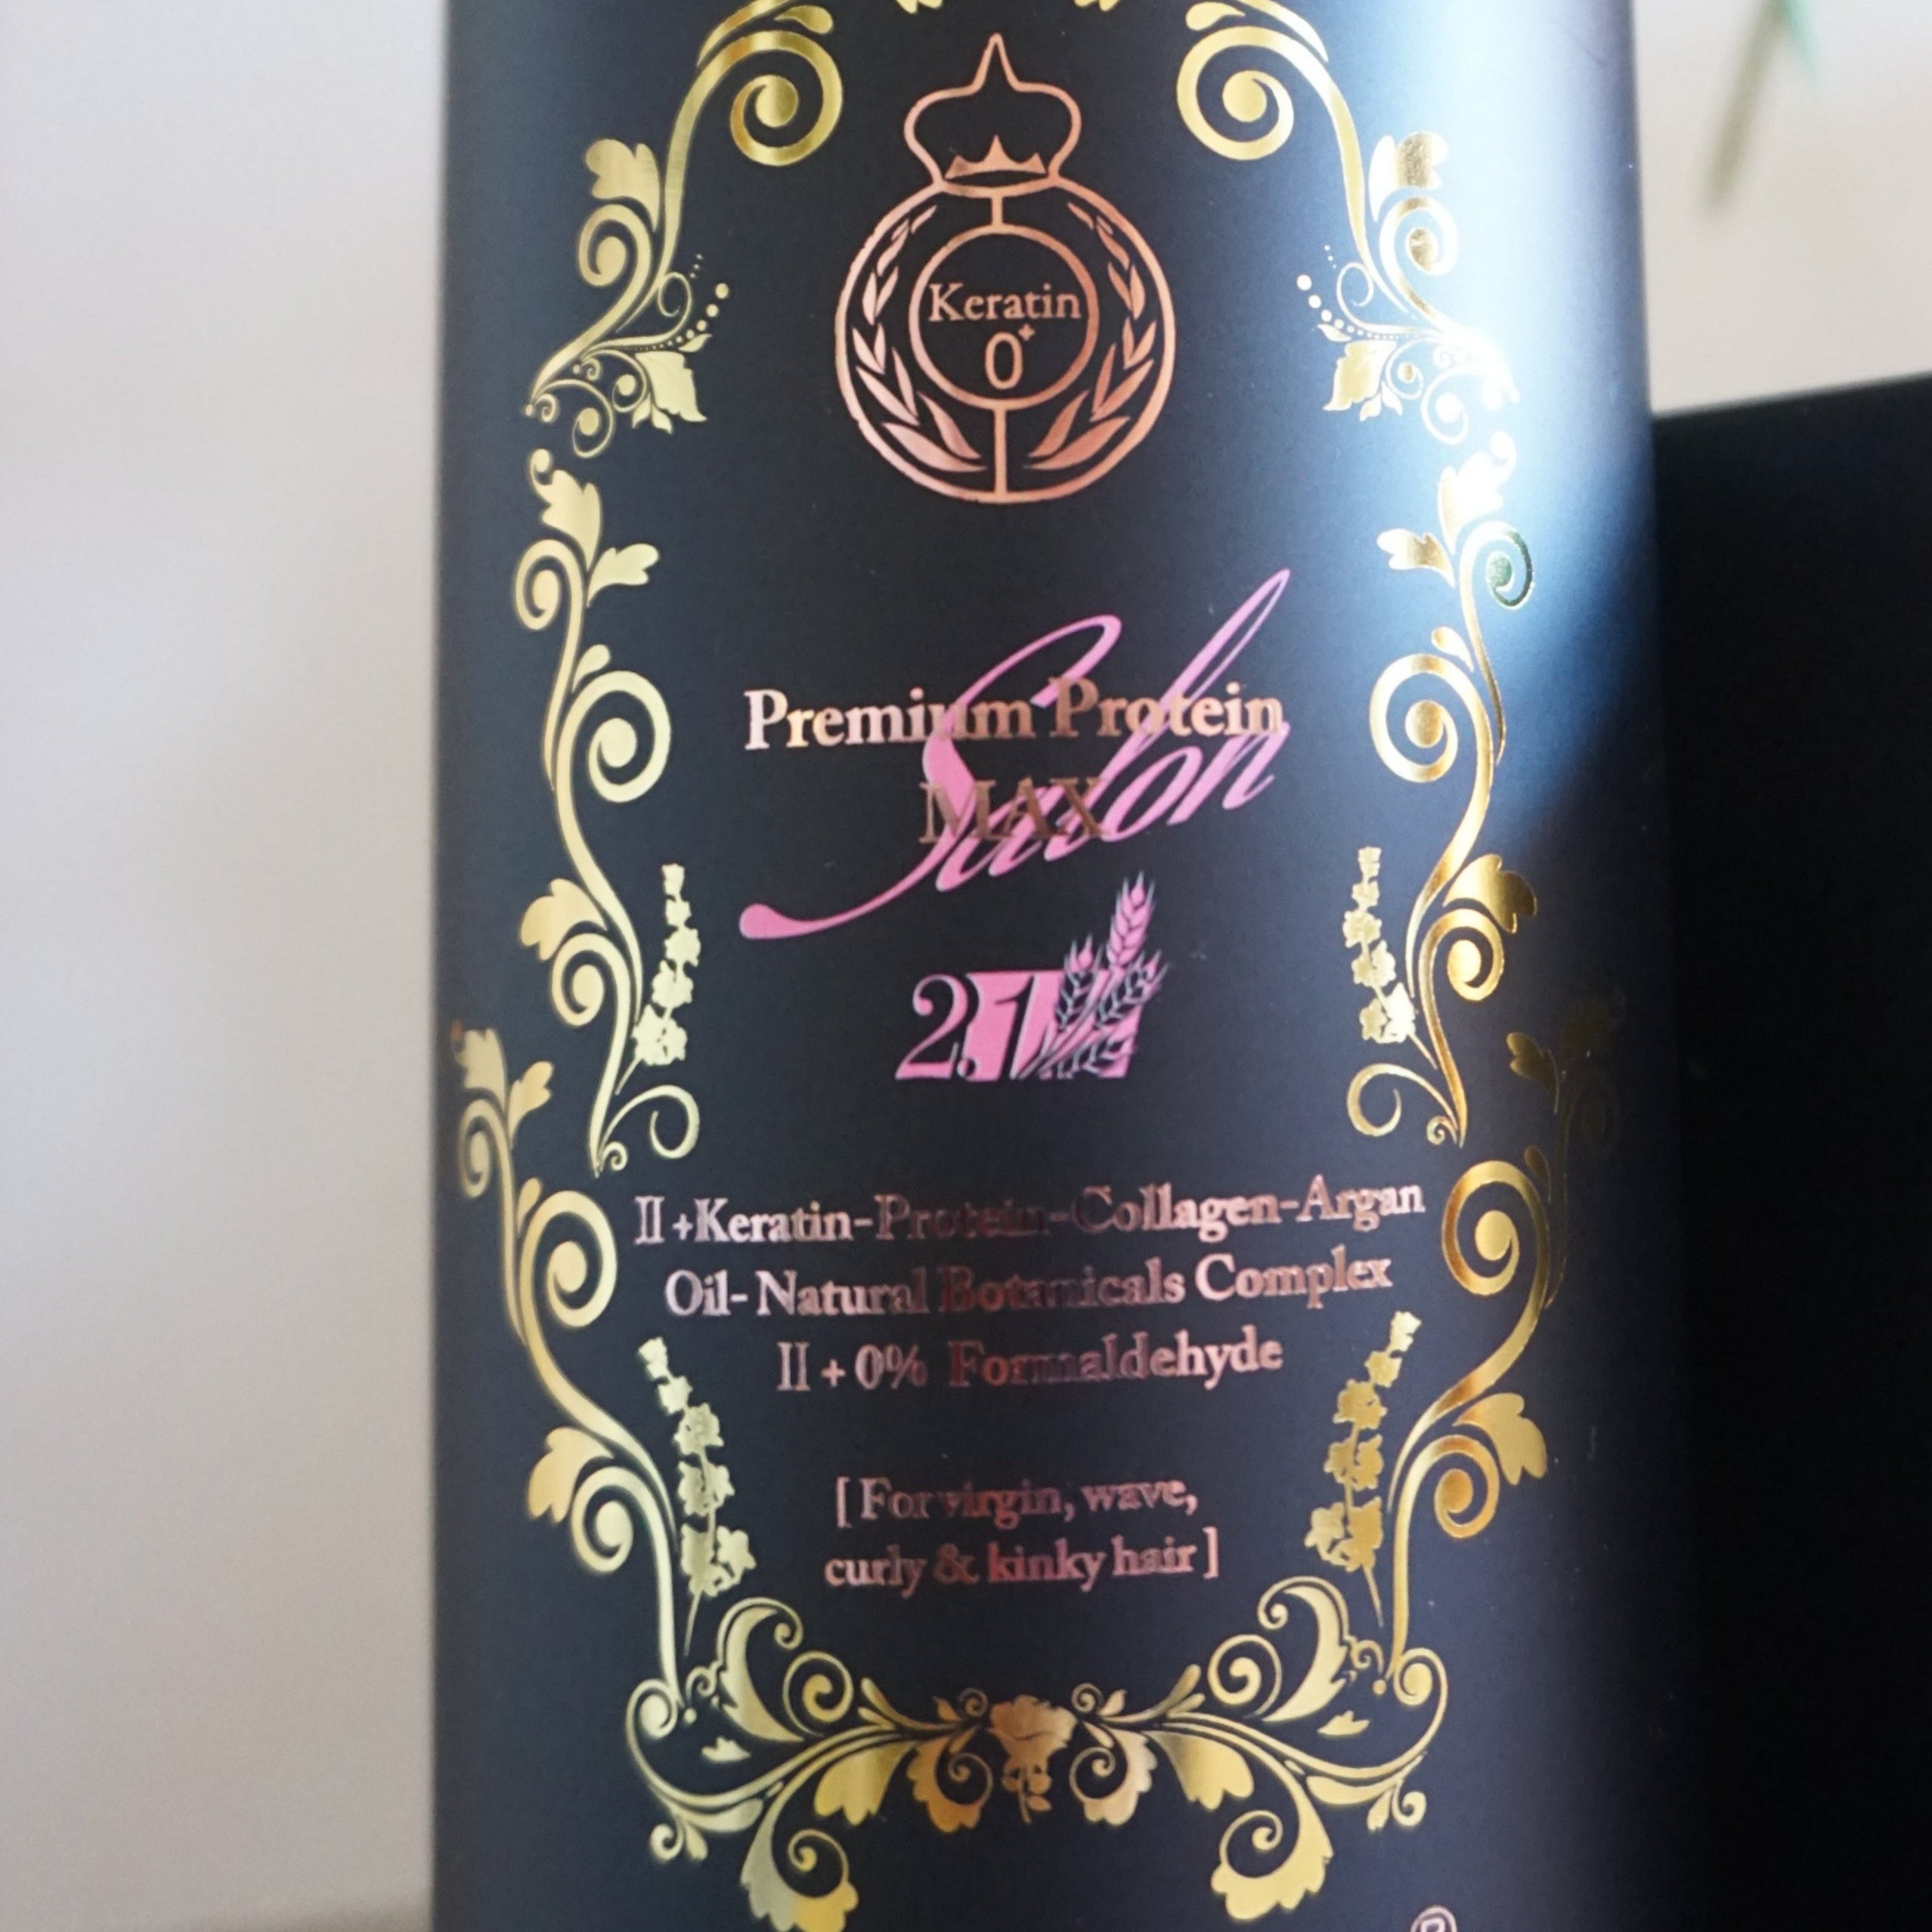 Keratin
0+
Premium Protein
Salon
MAX
2.1
II+Keratin-Protein-Collagen-Argan
Oil-Natural Botanicals Complex
II+0% Formaldehyde
[For virgin, wave,
curly & kinky hair]
®